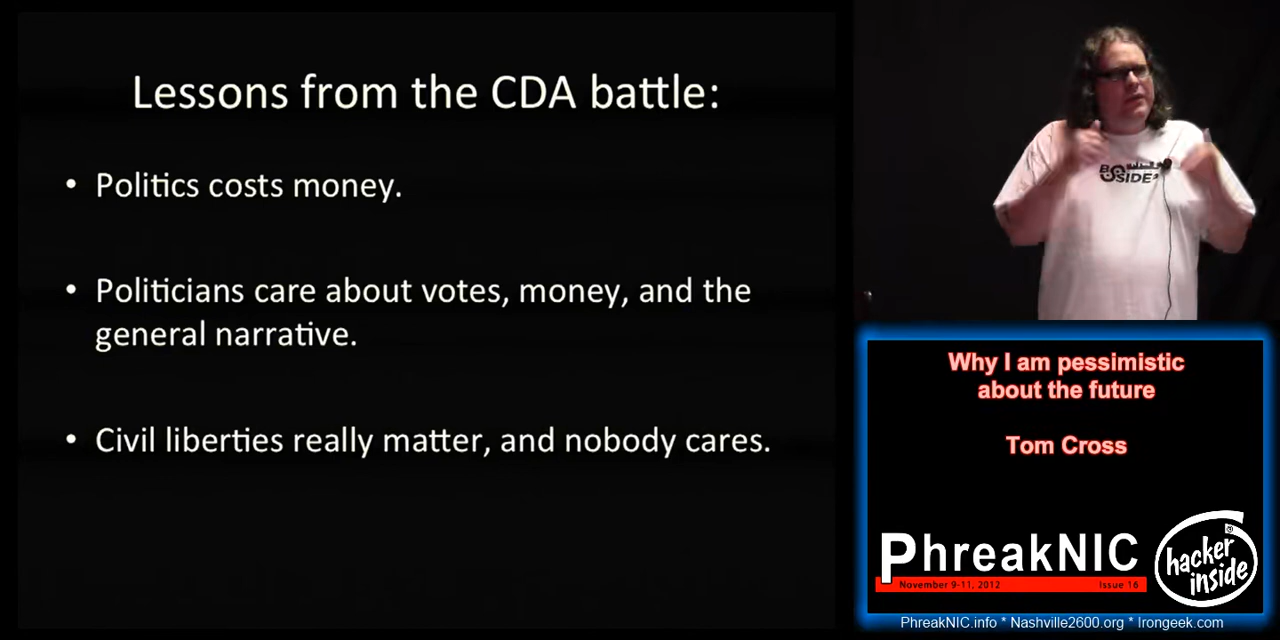 Lessons from the CDA battle:
• Politics costs money.
• Politicians care about votes, money, and the
general narrative.
• Civil liberties really matter, and nobody cares.
B SIDES
Why I am pessimistic
about the future
Tom Cross
PhreakNIC
November 9-11, 2012 Issue 16
hacker
inside
PhreakNIC.info * Nashville2600.org * Irongeek.com